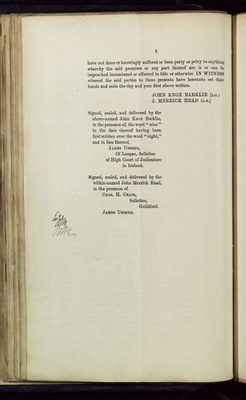 2
have not done or knowingly suffered or been party or privy to anything
whereby the said premises or any part thereof are is or can be
impeached incumbered or affected in title or otherwise IN WITNESS
whereof the said parties to these presents have hereunto set their
hands and seals the day and year first above written.
JOHN KNOX BARKLIE (L.S.)
J. MERRICK HEAD (L.S.)
Signed, sealed, and delivered by the
above-named John Knox Barklie,
in the presence of, the word "nine"
in the date thereof having been
first written over the word "eight,"
and in lieu thereof,
JAMES USSHER,
Of Lurgan, Solicitor
of High Court of Judicature
in Ireland.
Signed, sealed, and delivered by the
within-named John Merrick Head,
in the presence of
CHAS. H. CRAIG,
Solicitor,
Guildford.
JAMES USSHER.